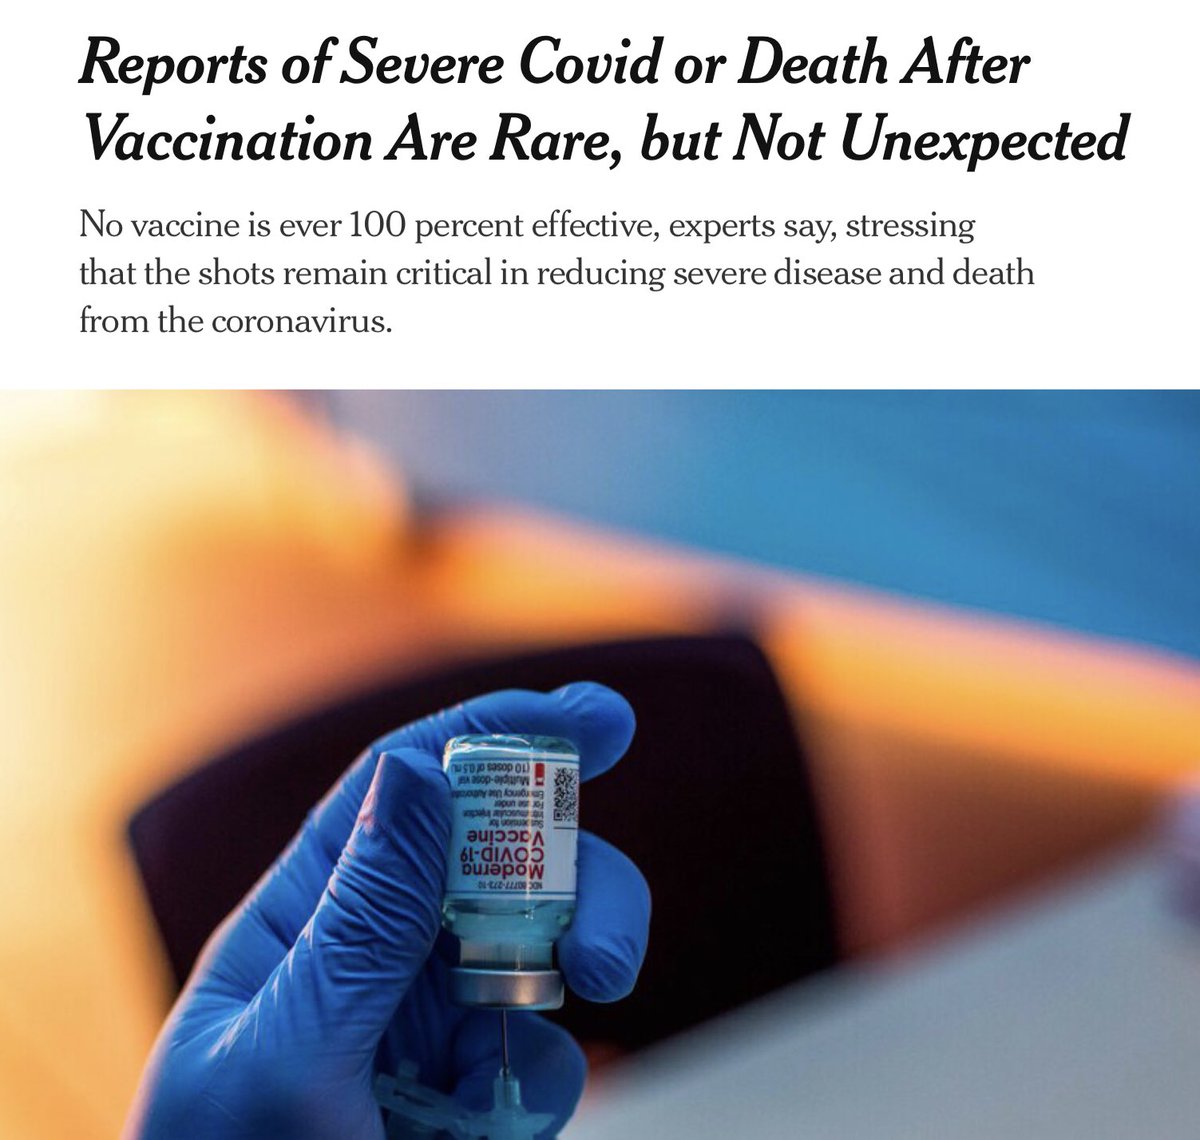 Reports of Severe Covid or Death After
Vaccination Are Rare, but Not Unexpected
No vaccine is ever 100 percent effective, experts say, stressing
that the shots remain critical in reducing severe disease and death
from the coronavirus.
NDC 80777-273-10
Moderna
COVID-19
Vaccine
Suspension for
Intramuscular Injection
For use under
Emergency Use
Multiple-dose vial
(10 doses of 0.5